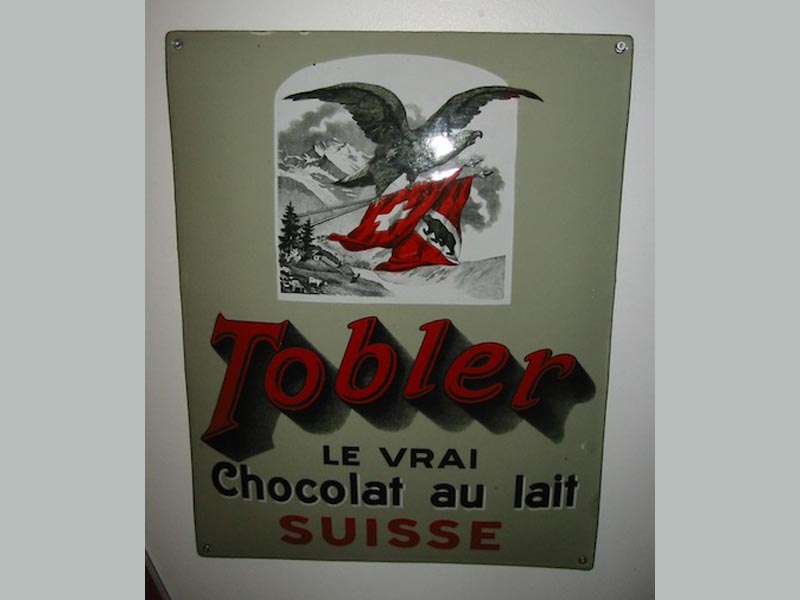 Tobler
LE VRAI
Chocolat au lait
SUISSE